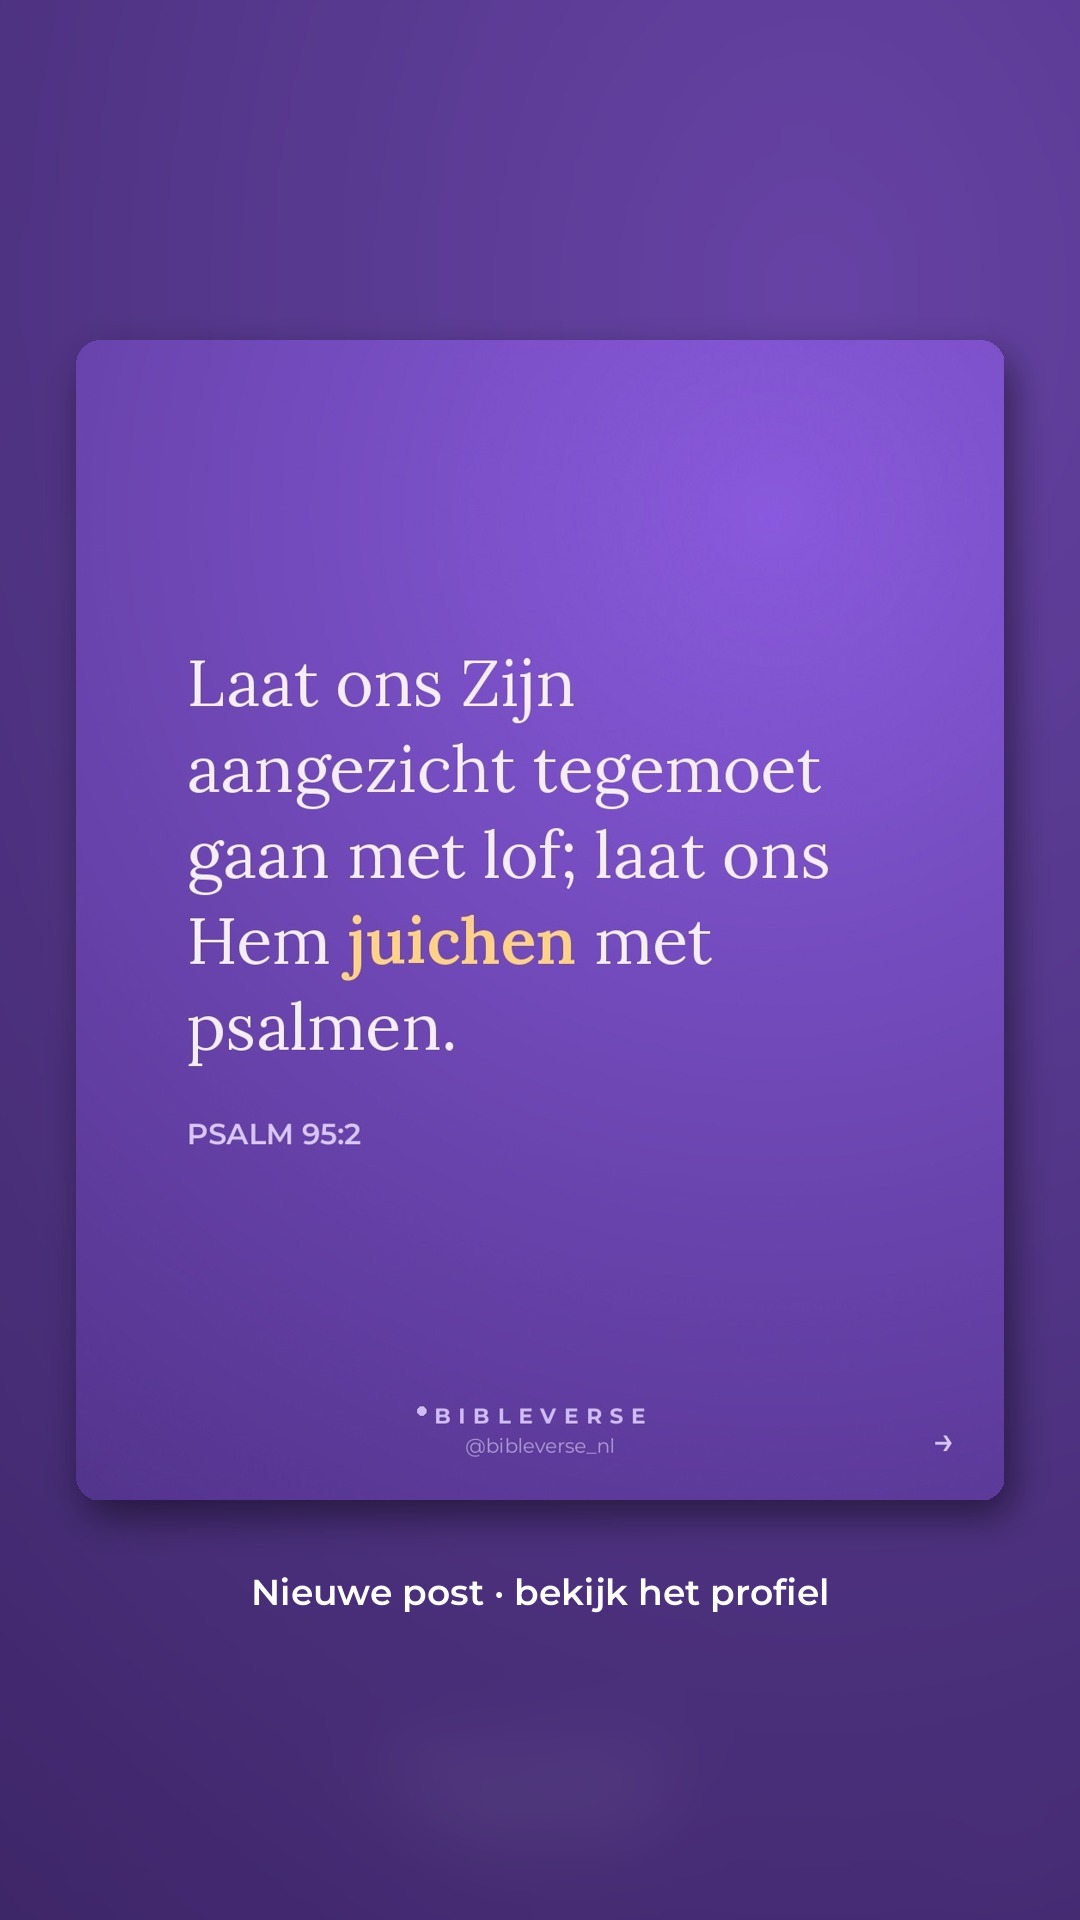 Laat ons Zijn
aangezicht tegemoet
gaan met lof; laat ons
Hem juichen met
psalmen.
PSALM 95:2
BIBLEVERSE
@bibleverse_nl
→
Nieuwe post · bekijk het profiel